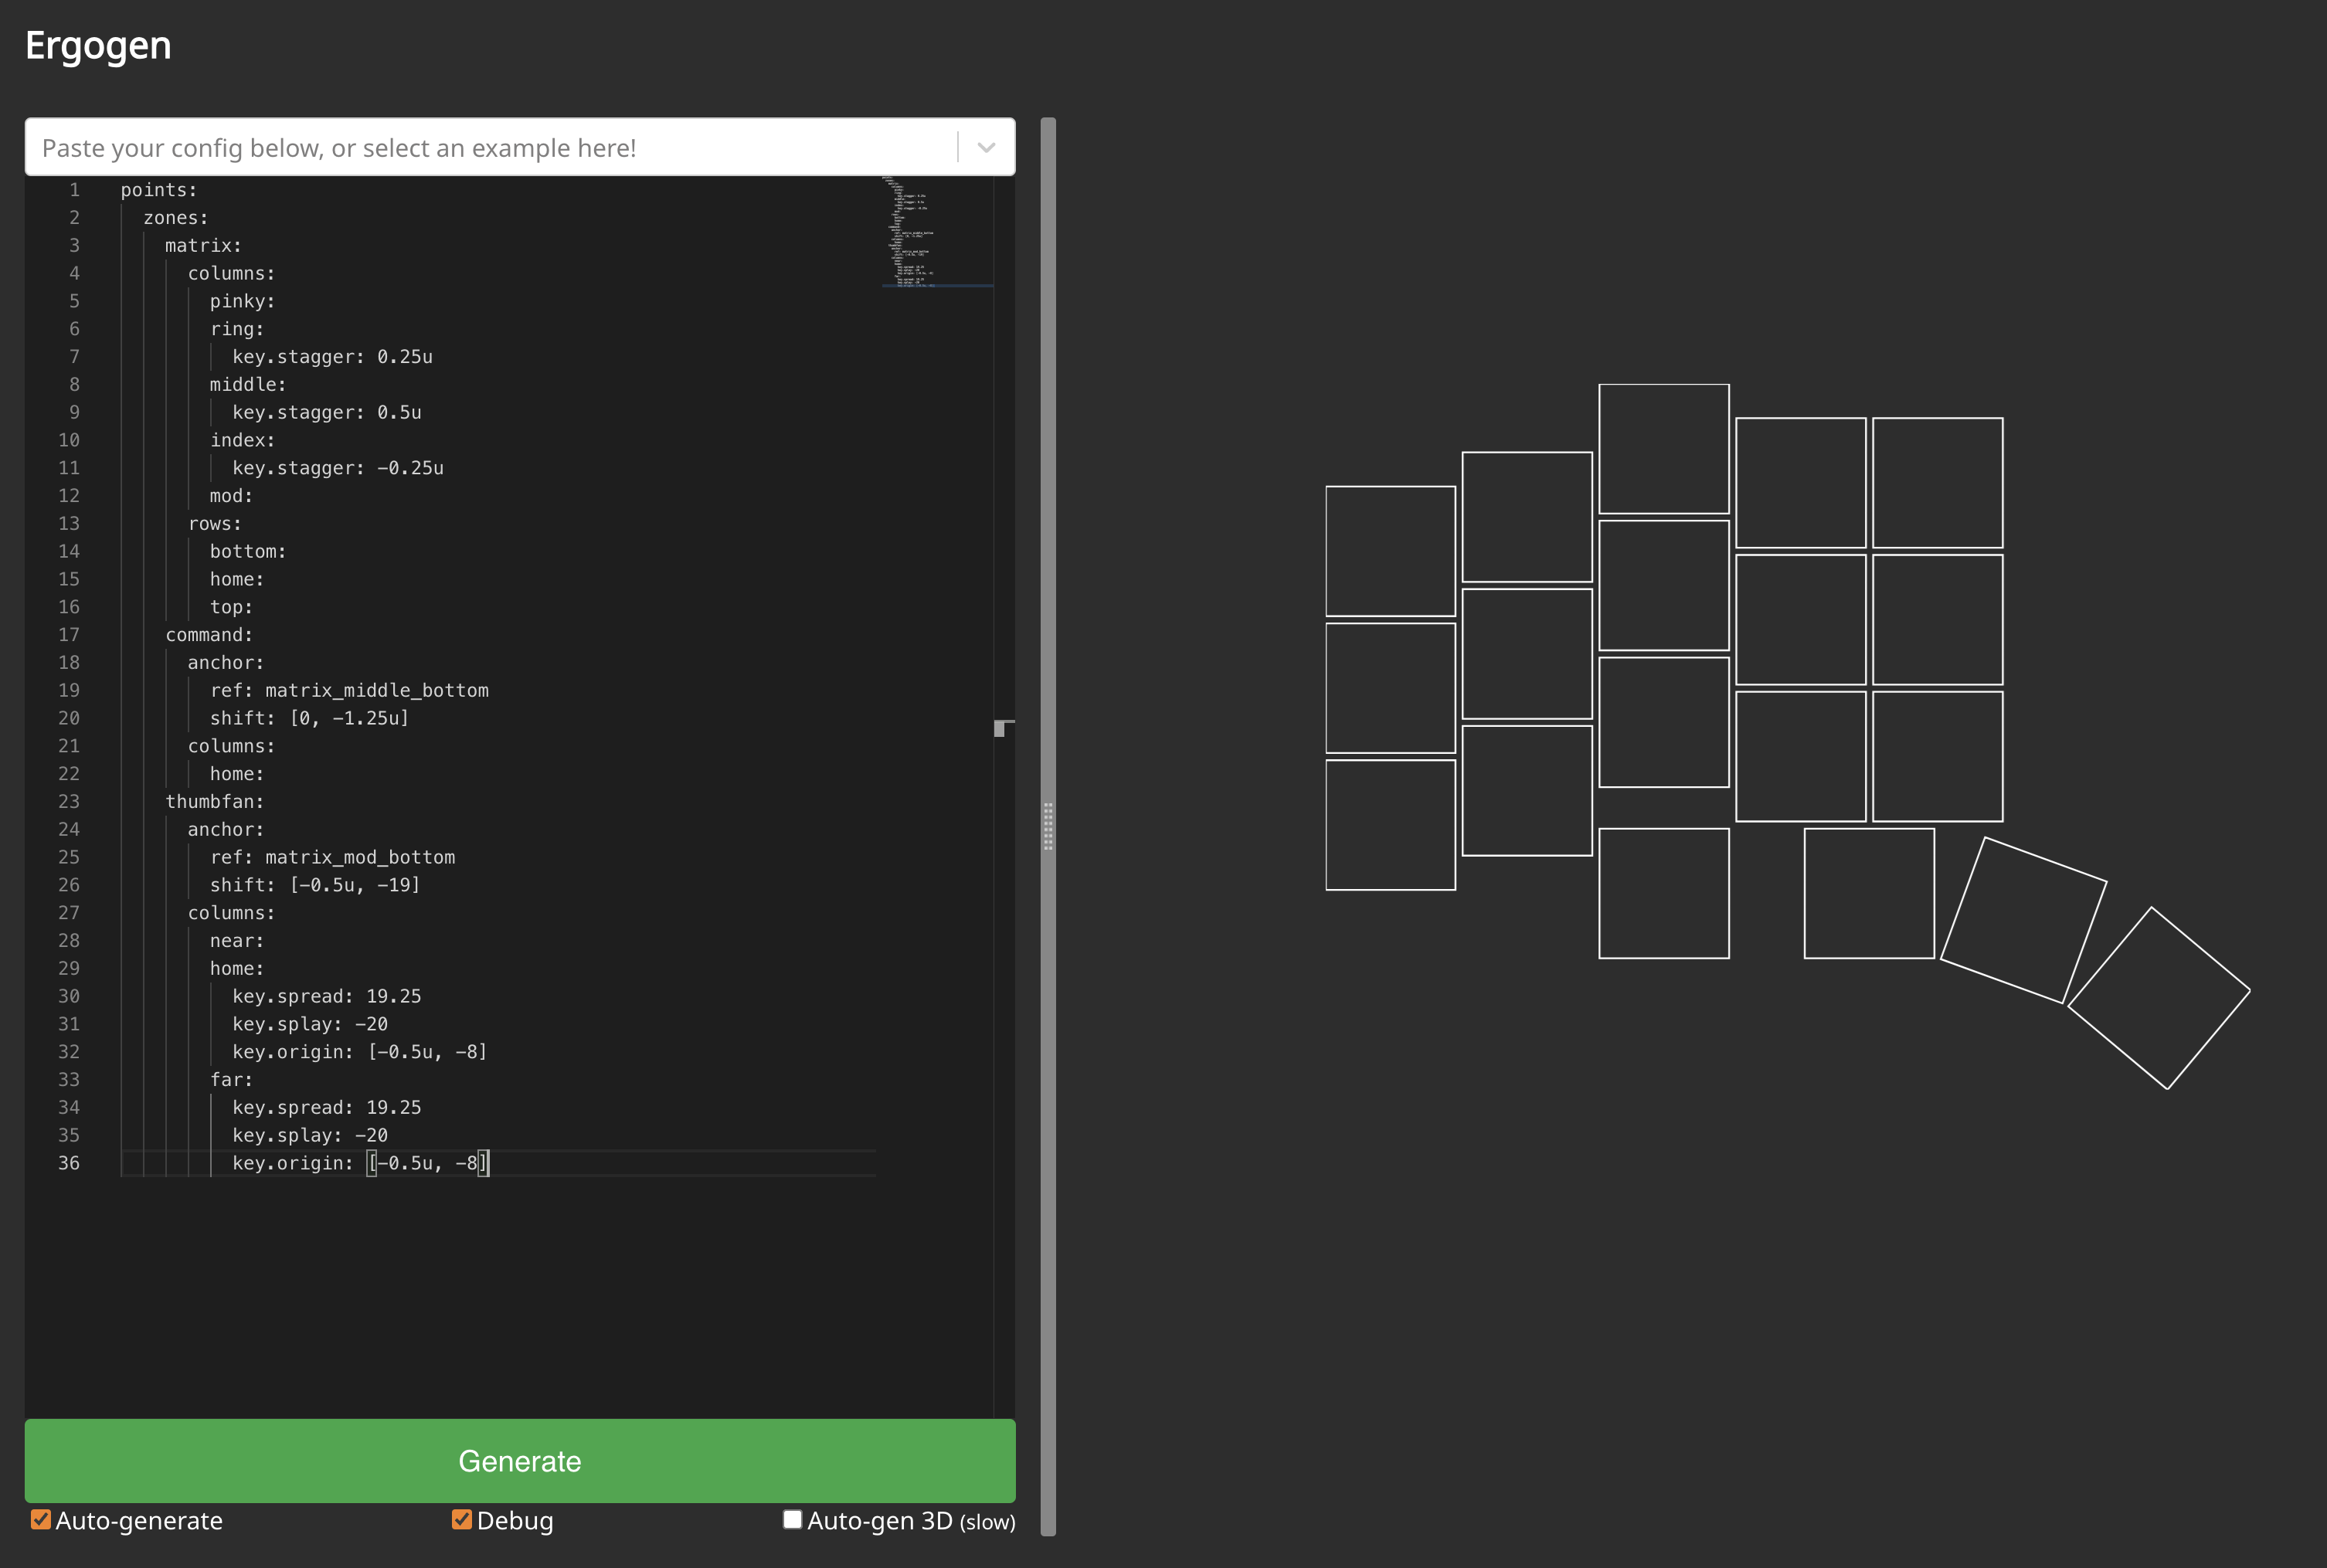 Ergogen
Paste your config below, or select an example here!
1 points:
2 zones:
3 matrix:
4 columns:
5 pinky:
6 ring:
7 key.stagger: 0.25u
8 middle:
9 key.stagger: 0.5u
10 index:
11 key.stagger: -0.25u
12 mod:
13 rows:
14 bottom:
15 home:
16 top:
17 command:
18 anchor:
19 ref: matrix_middle_bottom
20 shift: [0, -1.25u]
21 columns:
22 home:
23 thumbfan:
24 anchor:
25 ref: matrix_mod_bottom
26 shift: [-0.5u, -19]
27 columns:
28 near:
29 home:
30 key.spread: 19.25
31 key.splay: -20
32 key.origin: [-0.5u, -8]
33 far:
34 key.spread: 19.25
35 key.splay: -20
36 key.origin: [-0.5u, -8]
Generate
Auto-generate Debug Auto-gen 3D (slow)